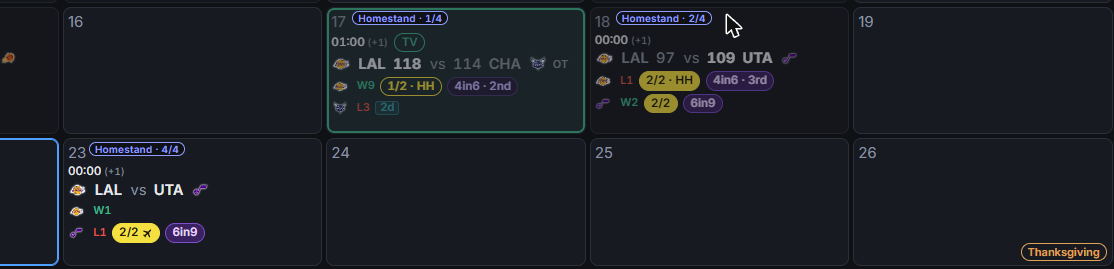 16
17 Homestand · 1/4
01:00 (+1) TV
LAL 118 vs 114 CHA OT
W9 1/2 · HH 4in6 · 2nd
L3 2d
18 Homestand · 2/4
00:00 (+1)
LAL 97 vs 109 UTA
L1 2/2 · HH 4in6 · 3rd
W2 2/2 6in9
19
23 Homestand · 4/4
00:00 (+1)
LAL vs UTA
W1
L1 2/2 6in9
24
25
26
Thanksgiving